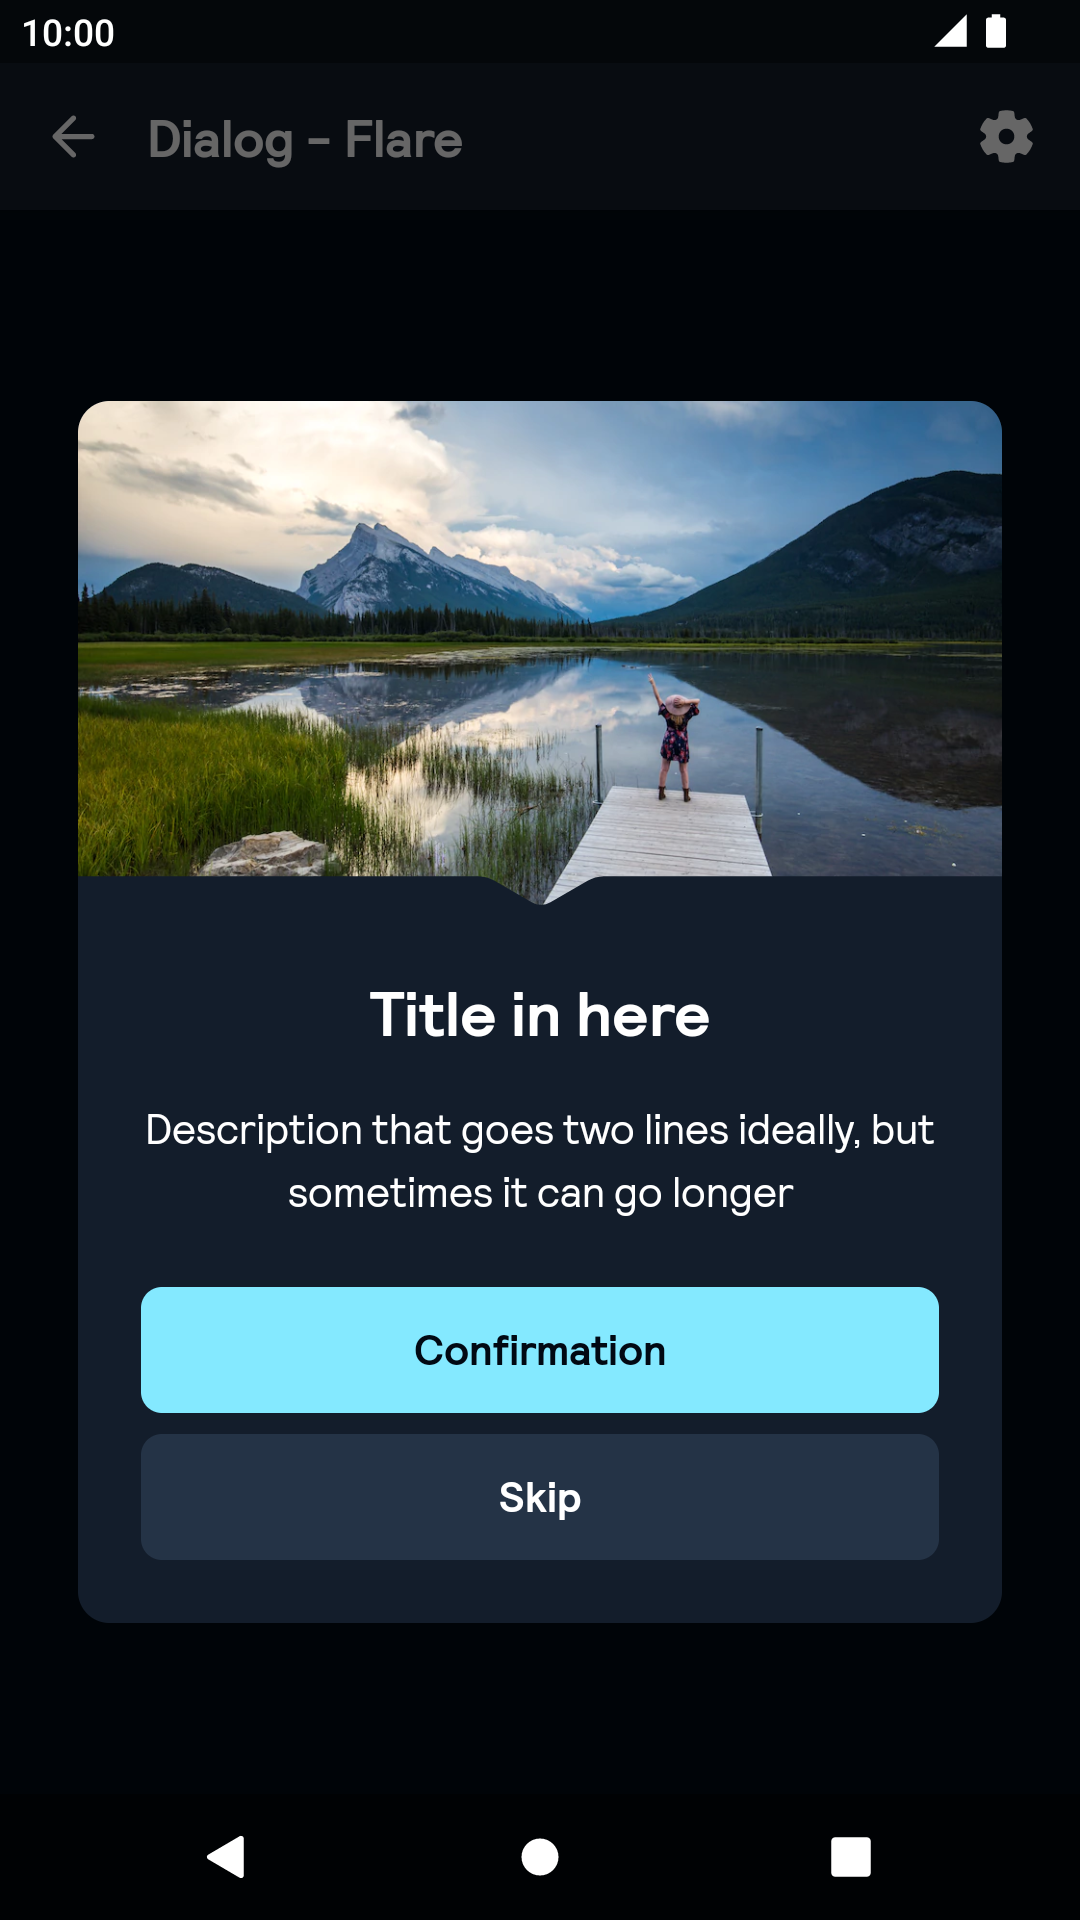 10:00
Dialog - Flare
Title in here
Description that goes two lines ideally, but
sometimes it can go longer
Confirmation
Skip